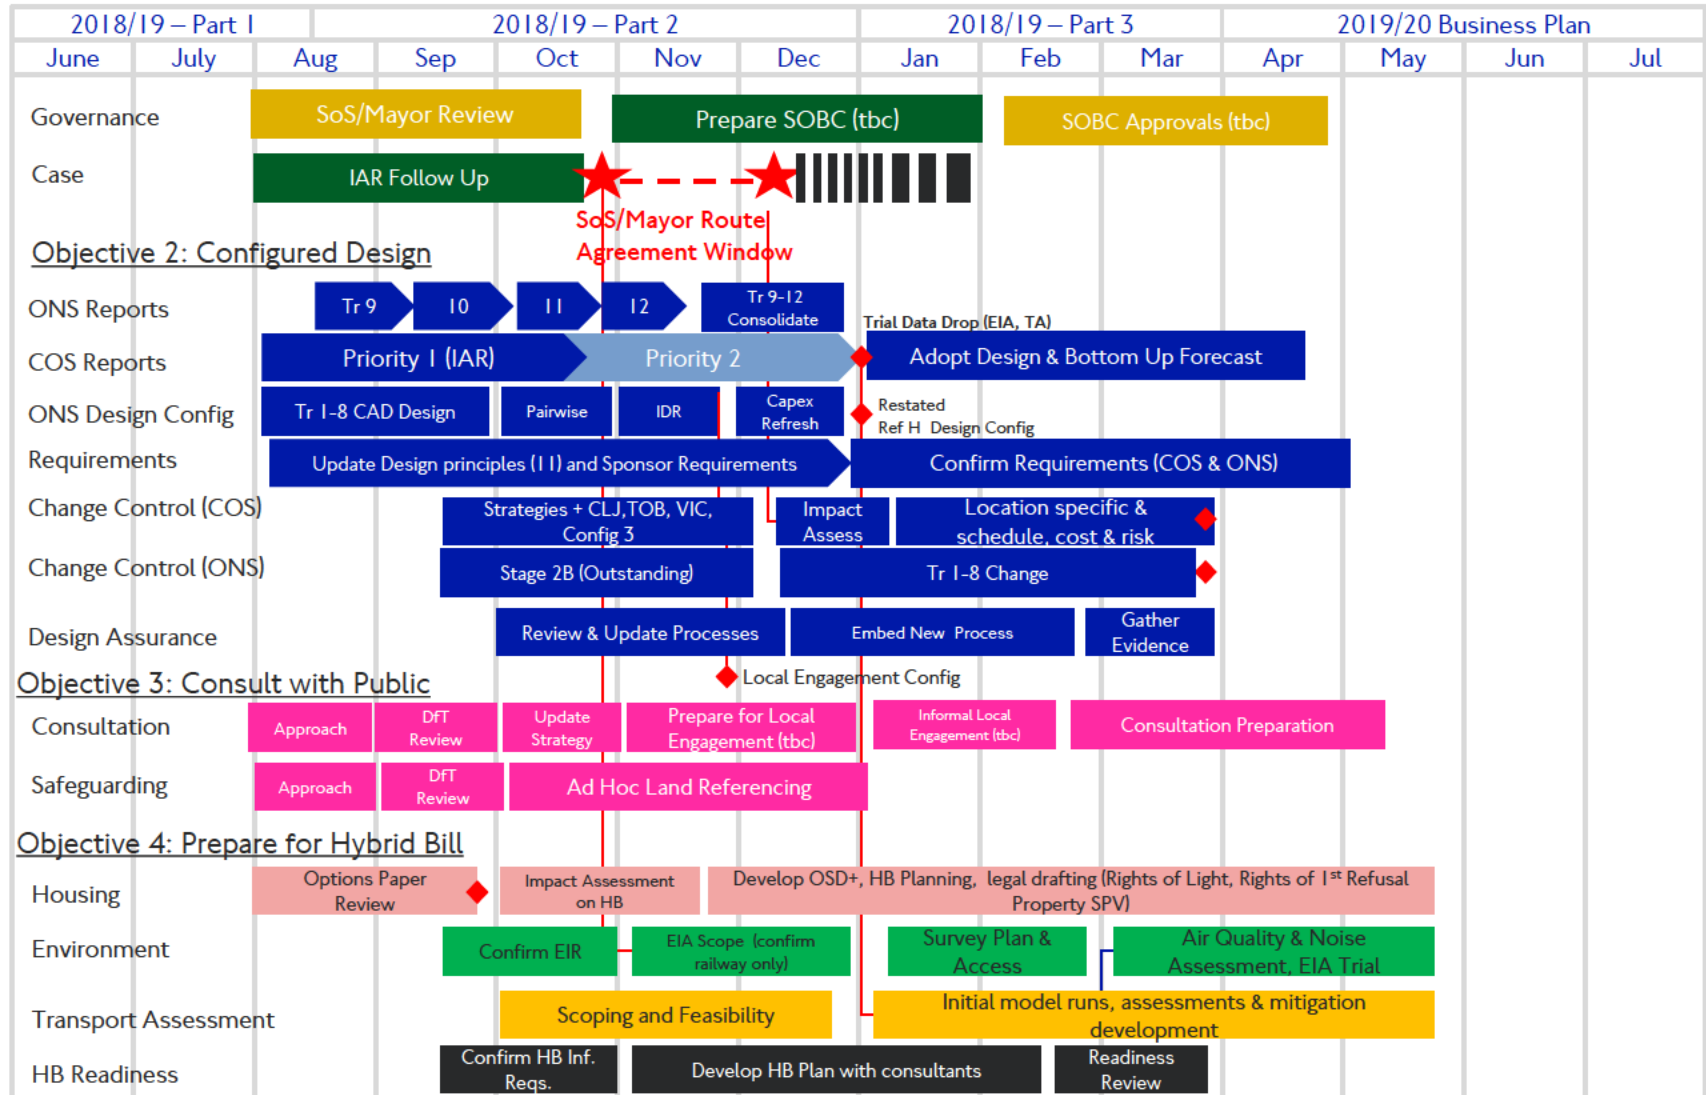 2018/19 – Part 1
2018/19 – Part 2
2018/19 – Part 3
2019/20 Business Plan
June
July
Aug
Sep
Oct
Nov
Dec
Jan
Feb
Mar
Apr
May
Jun
Jul
Governance
SoS/Mayor Review
Prepare SOBC (tbc)
SOBC Approvals (tbc)
Case
IAR Follow Up
SoS/Mayor Route
Agreement Window
Objective 2: Configured Design
ONS Reports
Tr 9
10
11
12
Tr 9-12
Consolidate
Trial Data Drop (EIA, TA)
COS Reports
Priority 1 (IAR)
Priority 2
Adopt Design & Bottom Up Forecast
ONS Design Config
Tr 1-8 CAD Design
Pairwise
IDR
Capex
Refresh
Restated
Ref H Design Config
Requirements
Update Design principles (11) and Sponsor Requirements
Confirm Requirements (COS & ONS)
Change Control (COS)
Strategies + CLJ,TOB, VIC,
Config 3
Impact
Assess
Location specific &
schedule, cost & risk
Change Control (ONS)
Stage 2B (Outstanding)
Tr 1-8 Change
Design Assurance
Review & Update Processes
Embed New Process
Gather
Evidence
Local Engagement Config
Objective 3: Consult with Public
Consultation
Approach
DfT
Review
Update
Strategy
Prepare for Local
Engagement (tbc)
Informal Local
Engagement (tbc)
Consultation Preparation
Safeguarding
Approach
DfT
Review
Ad Hoc Land Referencing
Objective 4: Prepare for Hybrid Bill
Housing
Options Paper
Review
Impact Assessment
on HB
Develop OSD+, HB Planning, legal drafting (Rights of Light, Rights of 1st Refusal
Property SPV)
Environment
Confirm EIR
EIA Scope (confirm
railway only)
Survey Plan &
Access
Air Quality & Noise
Assessment, EIA Trial
Transport Assessment
Scoping and Feasibility
Initial model runs, assessments & mitigation
development
HB Readiness
Confirm HB Inf.
Reqs.
Develop HB Plan with consultants
Readiness
Review